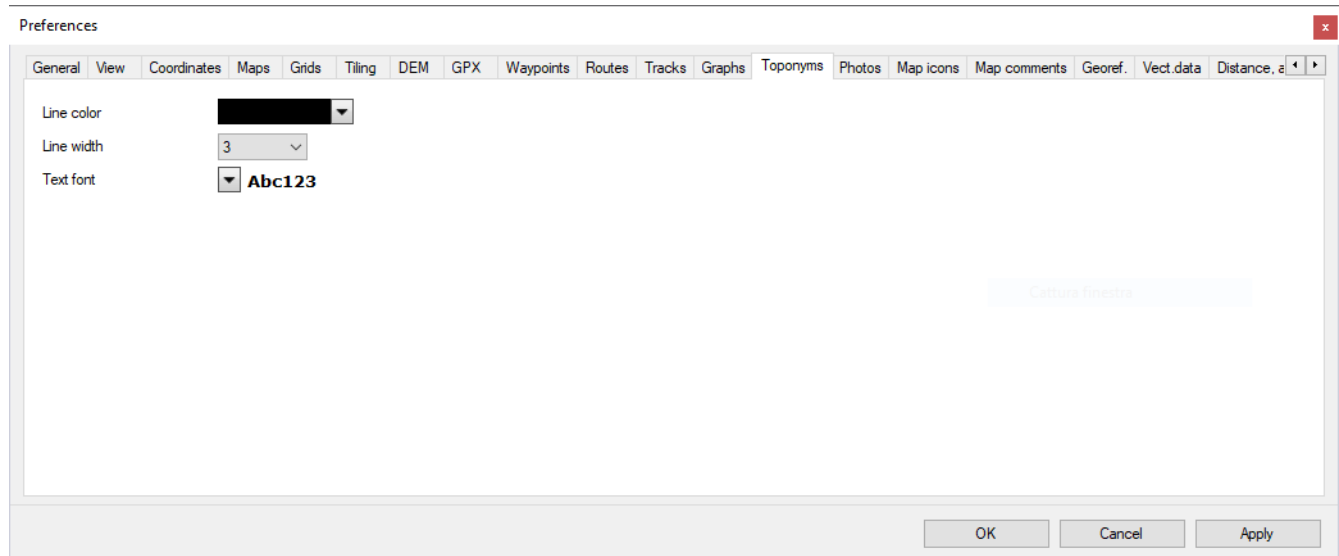 Preferences
General View Coordinates Maps Grids Tiling DEM GPX Waypoints Routes Tracks Graphs Toponyms Photos Map icons Map comments Georef. Vect.data Distance, a
Line color
Line width 3
Text font Abc123
Cattura finestra
OK Cancel Apply